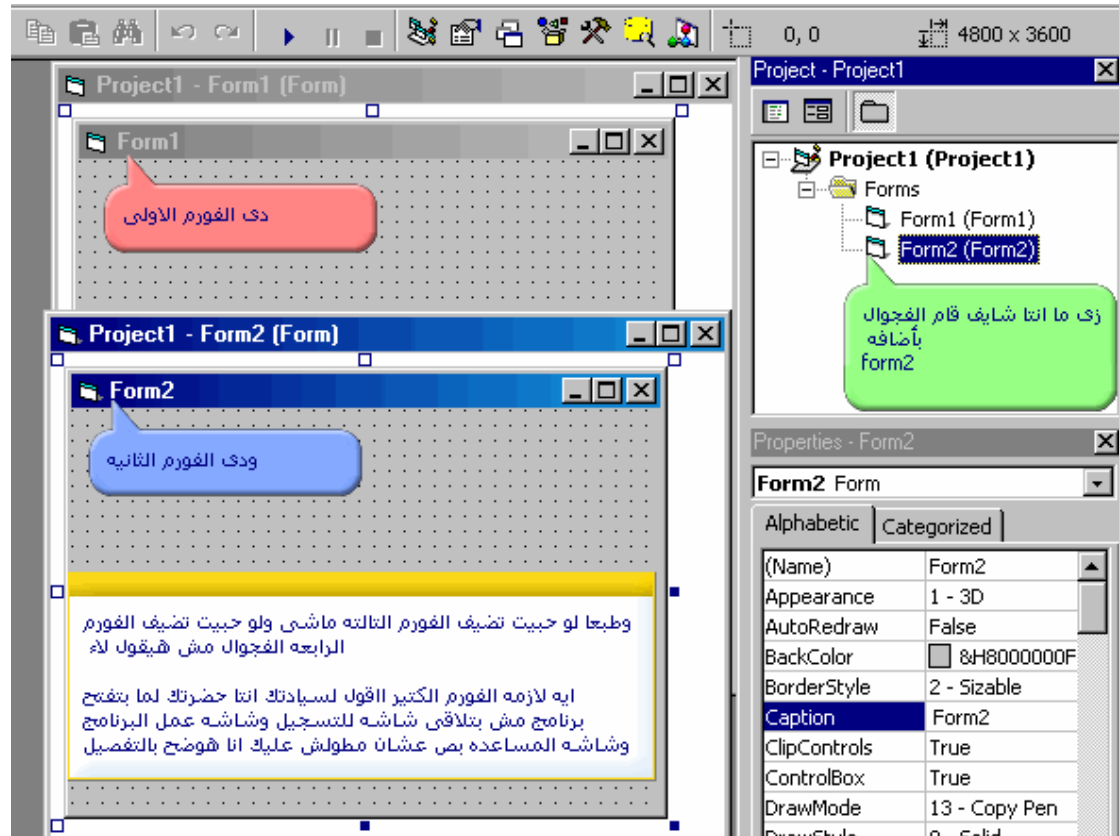 0, 0
4800 x 3600
Project1 - Form1 (Form)
Form1
دى الفورم الاولى
Project1 - Form2 (Form)
Form2
ودى الفورم الثانيه
وطبعا لو حبيت تضيف الفورم التالته ماشى ولو حبيت تضيف الفورم
الرابعه الفجوال مش هيقول لاء
ايه لازمه الفورم الكتير ااقول لسيادتك انتا حضرتك لما بتفتح
برنامج مش بتلاقى شاشه للتسجيل وشاشه عمل البرنامج
وشاشه المساعده بص عشان مطولش عليك انا هوضح بالتفصيل
Project - Project1
Project1 (Project1)
Forms
Form1 (Form1)
Form2 (Form2)
زى ما انتا شايف قام الفجوال
بأضافه
form2
Properties - Form2
Form2 Form
Alphabetic Categorized
(Name) Form2
Appearance 1 - 3D
AutoRedraw False
BackColor &H8000000F
BorderStyle 2 - Sizable
Caption Form2
ClipControls True
ControlBox True
DrawMode 13 - Copy Pen
DrawStyle 0 - Solid